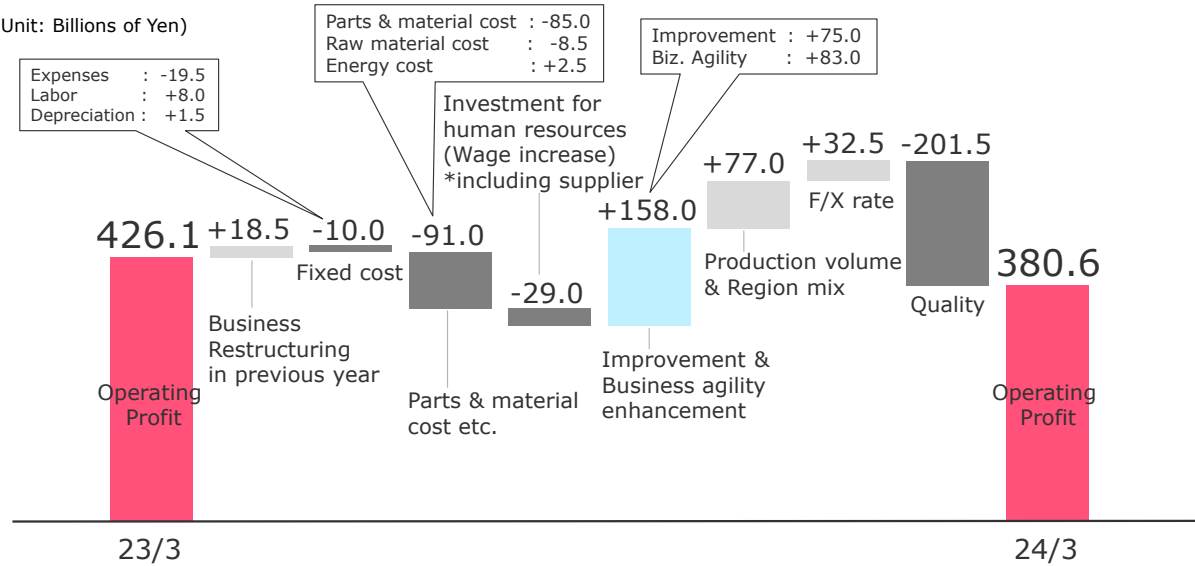 Unit: Billions of Yen)
Expenses : -19.5
Labor : +8.0
Depreciation : +1.5
Parts & material cost : -85.0
Raw material cost : -8.5
Energy cost : +2.5
Improvement : +75.0
Biz. Agility : +83.0
426.1
Operating
Profit
23/3
+18.5
Business
Restructuring
in previous year
-10.0
Fixed cost
-91.0
Parts & material
cost etc.
Investment for
human resources
(Wage increase)
*including supplier
-29.0
+158.0
Improvement &
Business agility
enhancement
+77.0
Production volume
& Region mix
+32.5
F/X rate
-201.5
Quality
380.6
Operating
Profit
24/3